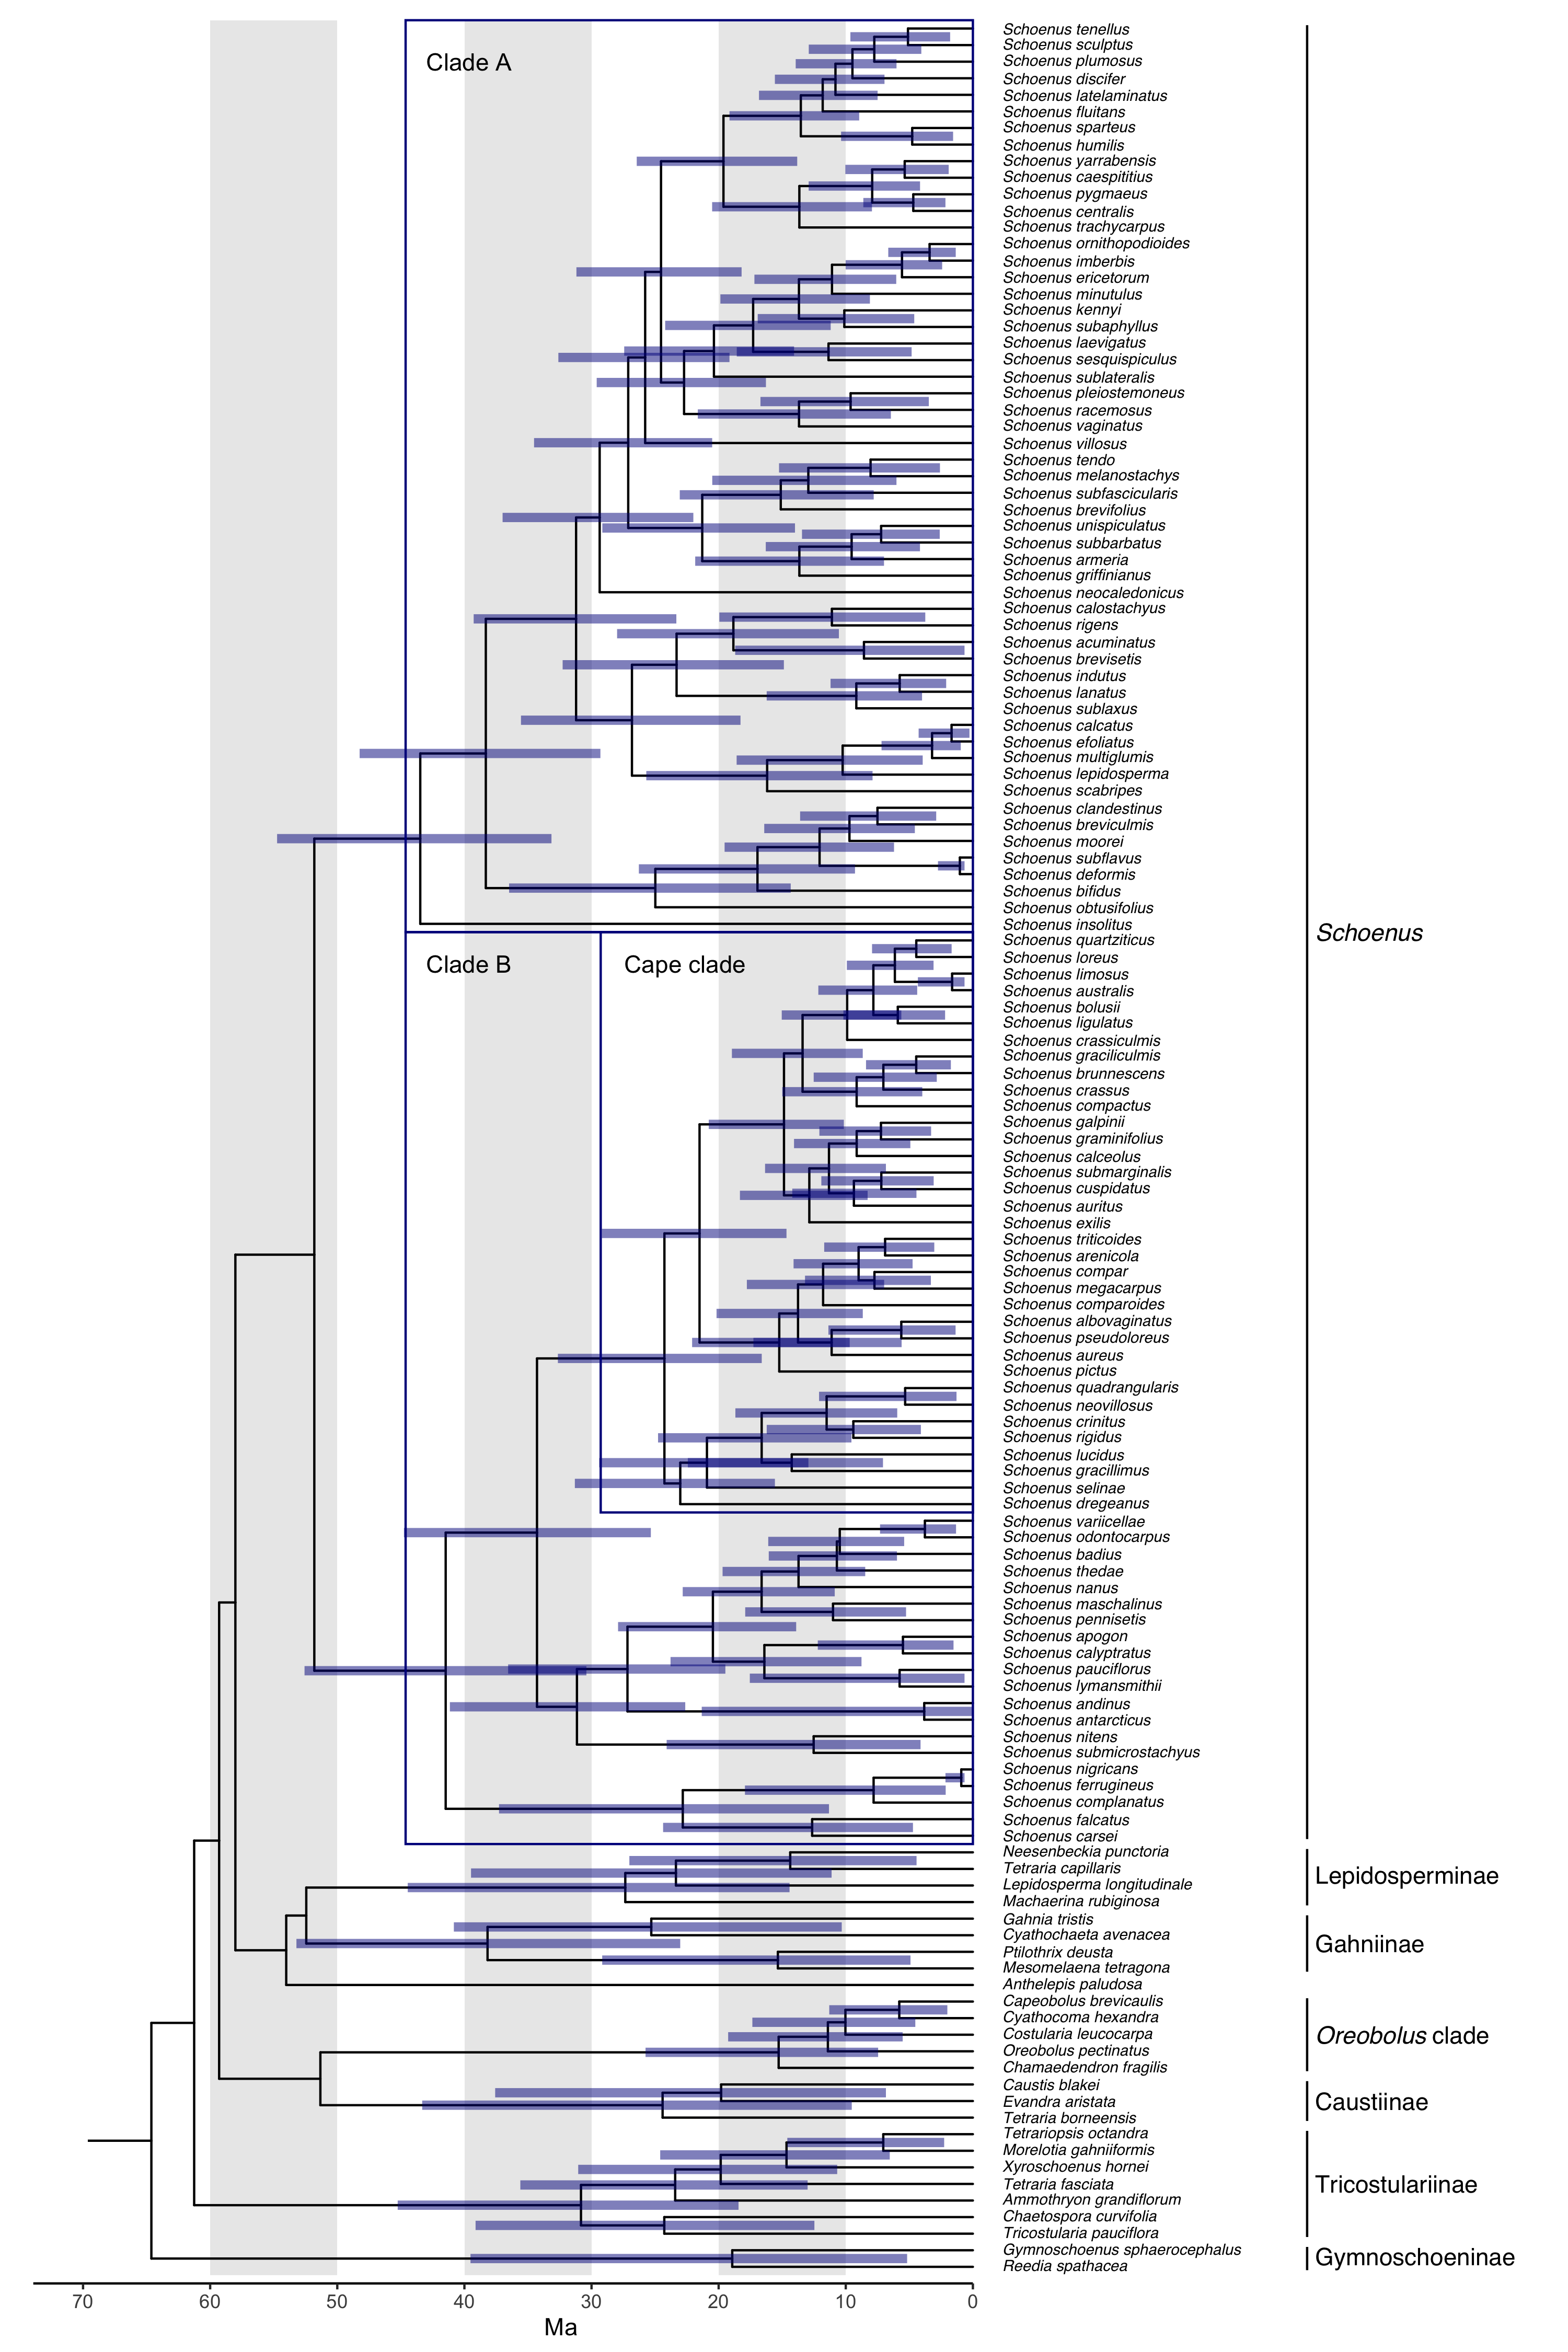 Clade A
Schoenus tenellus
Schoenus sculptus
Schoenus plumosus
Schoenus discifer
Schoenus latelaminatus
Schoenus fluitans
Schoenus sparteus
Schoenus humilis
Schoenus yarrabensis
Schoenus caespititius
Schoenus pygmaeus
Schoenus centralis
Schoenus trachycarpus
Schoenus ornithopodioides
Schoenus imberbis
Schoenus ericetorum
Schoenus minutulus
Schoenus kennyi
Schoenus subaphyllus
Schoenus laevigatus
Schoenus sesquispiculus
Schoenus sublateralis
Schoenus pleiostemoneus
Schoenus racemosus
Schoenus vaginatus
Schoenus villosus
Schoenus tendo
Schoenus melanostachys
Schoenus subfascicularis
Schoenus brevifolius
Schoenus unispiculatus
Schoenus subbarbatus
Schoenus armeria
Schoenus griffinianus
Schoenus neocaledonicus
Schoenus calostachyus
Schoenus rigens
Schoenus acuminatus
Schoenus brevisetis
Schoenus indutus
Schoenus lanatus
Schoenus sublaxus
Schoenus calcatus
Schoenus efoliatus
Schoenus multiglumis
Schoenus lepidosperma
Schoenus scabripes
Schoenus clandestinus
Schoenus breviculmis
Schoenus moorei
Schoenus subflavus
Schoenus deformis
Schoenus bifidus
Schoenus obtusifolius
Schoenus insolitus
Schoenus
Clade B
Cape clade
Schoenus quartziticus
Schoenus loreus
Schoenus limosus
Schoenus australis
Schoenus bolusii
Schoenus ligulatus
Schoenus crassiculmis
Schoenus graciliculmis
Schoenus brunnescens
Schoenus crassus
Schoenus compactus
Schoenus galpinii
Schoenus graminifolius
Schoenus calceolus
Schoenus submarginalis
Schoenus cuspidatus
Schoenus auritus
Schoenus exilis
Schoenus triticoides
Schoenus arenicola
Schoenus compar
Schoenus megacarpus
Schoenus comparoides
Schoenus albovaginatus
Schoenus pseudoloreus
Schoenus aureus
Schoenus pictus
Schoenus quadrangularis
Schoenus neovillosus
Schoenus crinitus
Schoenus rigidus
Schoenus lucidus
Schoenus gracillimus
Schoenus selinae
Schoenus dregeanus
Schoenus variicellae
Schoenus odontocarpus
Schoenus badius
Schoenus thedae
Schoenus nanus
Schoenus maschalinus
Schoenus pennisetis
Schoenus apogon
Schoenus calyptratus
Schoenus pauciflorus
Schoenus lymansmithii
Schoenus andinus
Schoenus antarcticus
Schoenus nitens
Schoenus submicrostachyus
Schoenus nigricans
Schoenus ferrugineus
Schoenus complanatus
Schoenus falcatus
Schoenus carsei
Neesenbeckia punctoria
Tetraria capillaris
Lepidosperma longitudinale
Machaerina rubiginosa
Lepidosperminae
Gahnia tristis
Cyathochaeta avenacea
Ptilothrix deusta
Mesomelaena tetragona
Gahniinae
Anthelepis paludosa
Capeobolus brevicaulis
Cyathocoma hexandra
Costularia leucocarpa
Oreobolus pectinatus
Chamaedendron fragilis
Oreobolus clade
Caustis blakei
Evandra aristata
Tetraria borneensis
Caustiinae
Tetrariopsis octandra
Morelotia gahniiformis
Xyroschoenus hornei
Tetraria fasciata
Ammothryon grandiflorum
Chaetospora curvifolia
Tricostularia pauciflora
Tricostulariinae
Gymnoschoenus sphaerocephalus
Reedia spathacea
Gymnoschoeninae
70 60 50 40 30 20 10 0
Ma